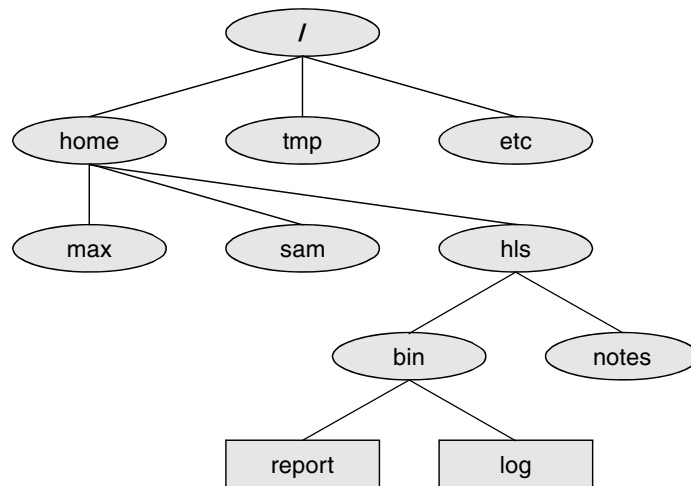 /
home
tmp
etc
max
sam
hls
bin
notes
report
log